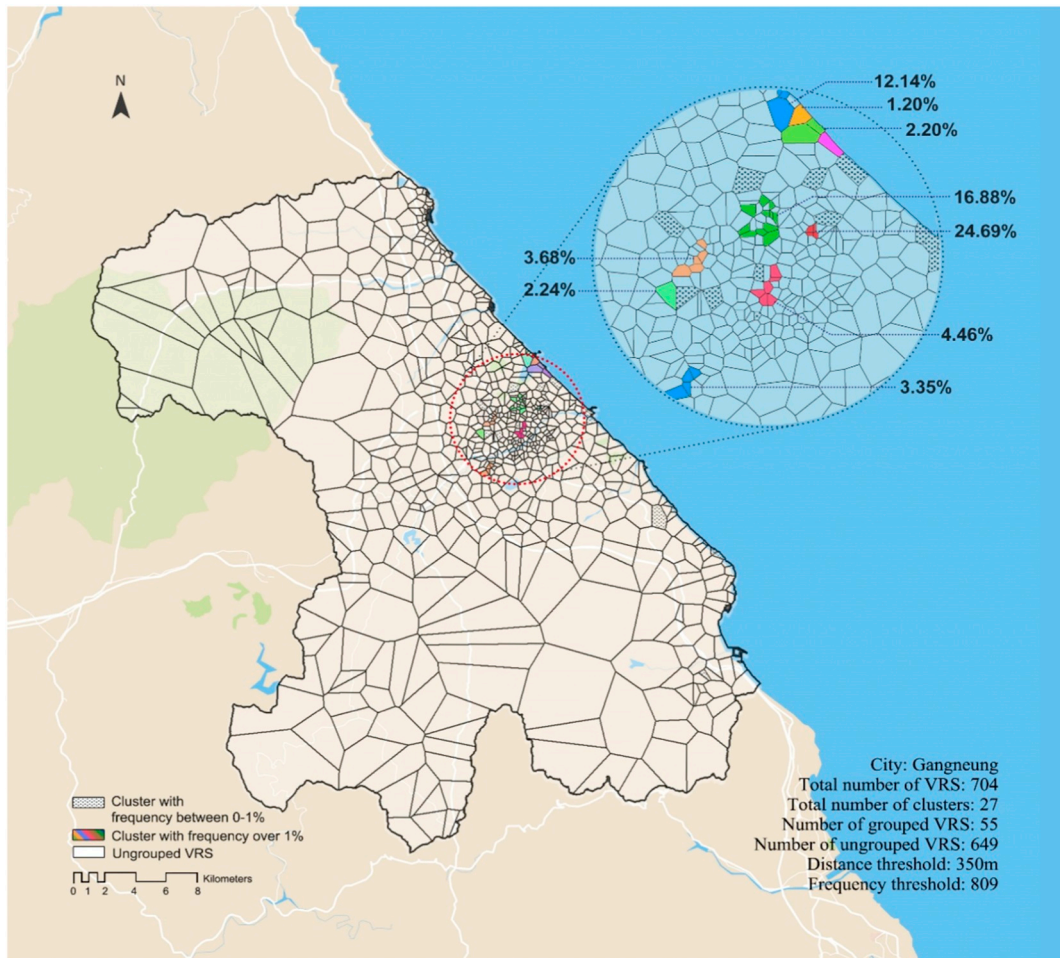 N
12.14%
1.20%
2.20%
16.88%
24.69%
3.68%
2.24%
4.46%
3.35%
City: Gangneung
Total number of VRS: 704
Total number of clusters: 27
Number of grouped VRS: 55
Number of ungrouped VRS: 649
Distance threshold: 350m
Frequency threshold: 809
Cluster with
frequency between 0-1%
Cluster with frequency over 1%
Ungrouped VRS
Kilometers
0 1 2 4 6 8